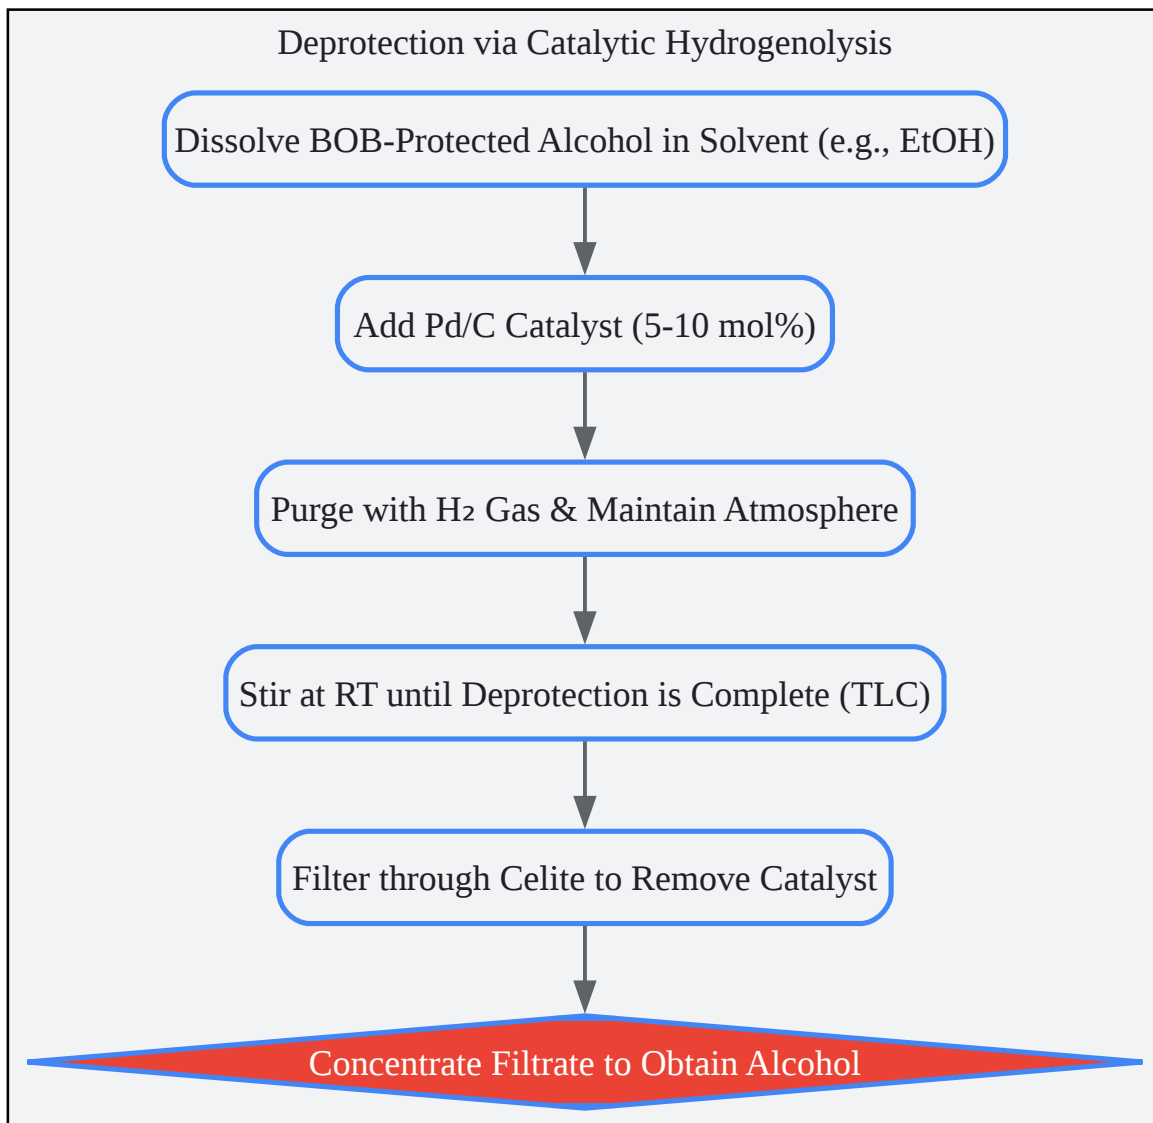 Deprotection via Catalytic Hydrogenolysis
Dissolve BOB-Protected Alcohol in Solvent (e.g., EtOH)
Add Pd/C Catalyst (5-10 mol%)
Purge with H₂ Gas & Maintain Atmosphere
Stir at RT until Deprotection is Complete (TLC)
Filter through Celite to Remove Catalyst
Concentrate Filtrate to Obtain Alcohol